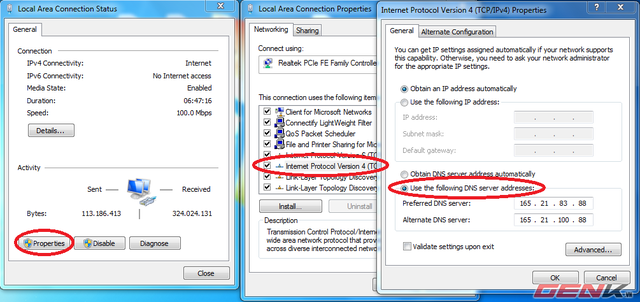 Local Area Connection Status
General
Connection
IPv4 Connectivity: Internet
IPv6 Connectivity: No Internet access
Media State: Enabled
Duration: 06:47:16
Speed: 100.0 Mbps
Details...
Activity
Sent Received
Bytes: 113.186.413 324.024.131
Properties Disable Diagnose
Close
Local Area Connection Properties
Networking Sharing
Connect using:
Realtek PCIe FE Family Controller
This connection uses the following items
Client for Microsoft Networks
Connectify LightWeight Filter
QoS Packet Scheduler
File and Printer Sharing for Mic
Internet Protocol Version 6 (TC
Internet Protocol Version 4 (TC
Link-Layer Topology Discovery
Link-Layer Topology Discovery
Install... Uninstall
Description
Transmission Control Protocol/Internet
wide area network protocol that provid
across diverse interconnected network
Internet Protocol Version 4 (TCP/IPv4) Properties
General Alternate Configuration
You can get IP settings assigned automatically if your network supports
this capability. Otherwise, you need to ask your network administrator
for the appropriate IP settings.
Obtain an IP address automatically
Use the following IP address:
IP address: . . .
Subnet mask: . . .
Default gateway: . . .
Obtain DNS server address automatically
Use the following DNS server addresses:
Preferred DNS server: 165 . 21 . 83 . 88
Alternate DNS server: 165 . 21 . 100 . 88
Validate settings upon exit
Advanced...
OK Cancel
GENK.VN